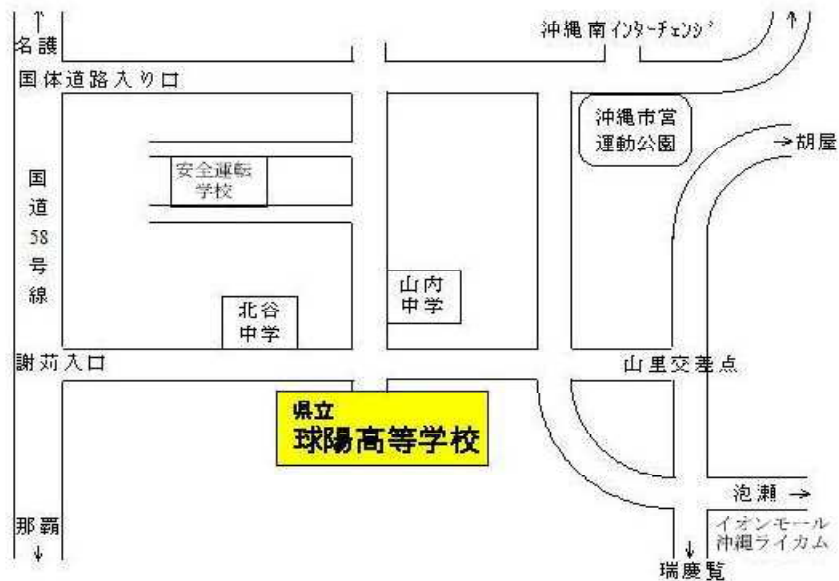 名護
沖縄南インターチェンジ
国体道路入り口
沖縄市営
運動公園
→胡屋
安全運転
学校
国道58号線
山内
中学
北谷
中学
謝苅入口
山里交差点
県立
球陽高等学校
泡瀬 →
那覇
イオンモール
沖縄ライカム
瑞慶覧